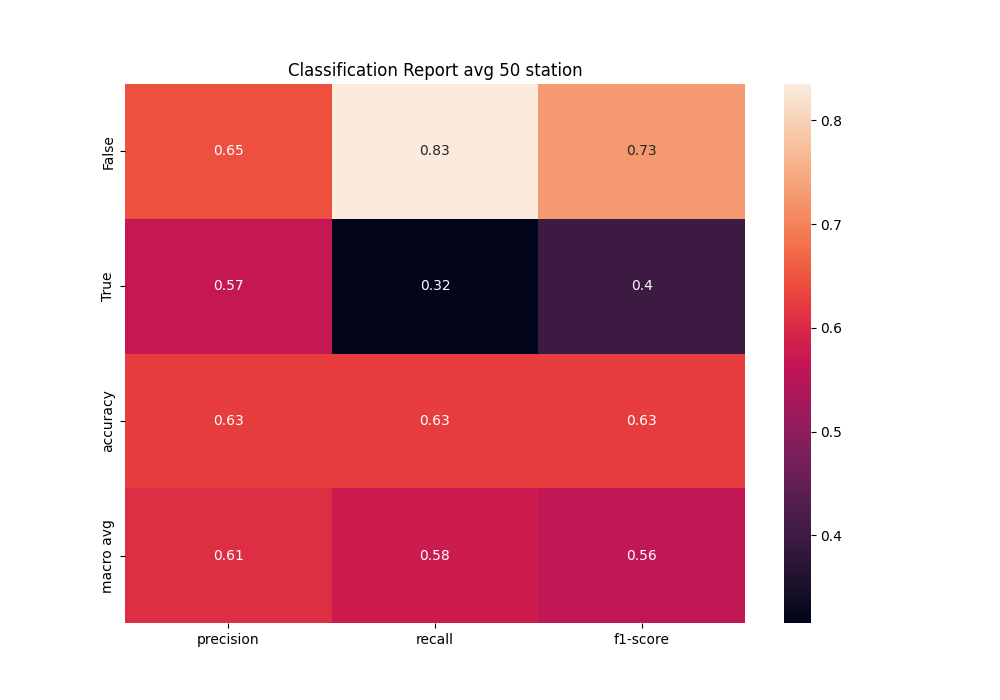 Classification Report avg 50 station
False
0.65 0.83 0.73
True
0.57 0.32 0.4
accuracy
0.63 0.63 0.63
macro avg
0.61 0.58 0.56
precision recall f1-score
0.8
0.7
0.6
0.5
0.4